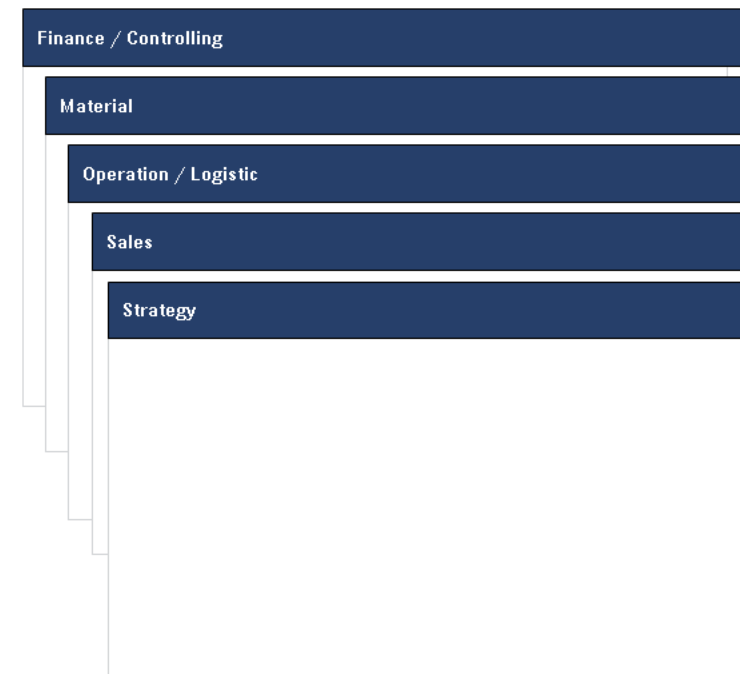 Finance / Controlling
Material
Operation / Logistic
Sales
Strategy